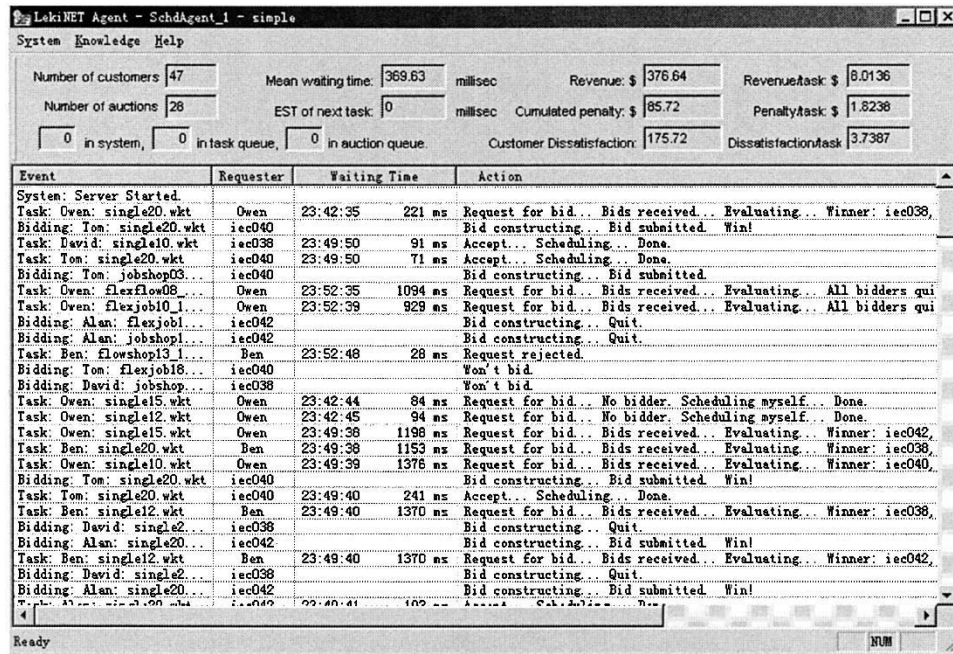 LekiNET Agent - SchdAgent_1 - simple
System Knowledge Help
Number of customers 47 Mean waiting time: 369.63 millisec Revenue: $ 376.64 Revenue/task: $ 8.0136
Number of auctions 28 EST of next task: 0 millisec Cumulated penalty: $ 85.72 Penalty/task: $ 1.8238
0 in system, 0 in task queue, 0 in auction queue. Customer Dissatisfaction: 175.72 Dissatisfaction/task 3.7387
Event Requester Waiting Time Action
System: Server Started.
Task: Owen: single20.wkt Owen 23:42:35 221 ms Request for bid... Bids received... Evaluating... Winner: iec038,
Bidding: Tom: single20.wkt iec040 Bid constructing... Bid submitted. Win!
Task: David: single10.wkt iec038 23:49:50 91 ms Accept... Scheduling... Done.
Task: Tom: single20.wkt iec040 23:49:50 71 ms Accept... Scheduling... Done.
Bidding: Tom: jobshop03... iec040 Bid constructing... Bid submitted.
Task: Owen: flexflow08_... Owen 23:52:35 1094 ms Request for bid... Bids received... Evaluating... All bidders qui
Task: Owen: flexjob10_1... Owen 23:52:39 929 ms Request for bid... Bids received... Evaluating... All bidders qui
Bidding: Alan: flexjob1... iec042 Bid constructing... Quit.
Bidding: Alan: jobshop1... iec042 Bid constructing... Quit.
Task: Ben: flowshop13_1... Ben 23:52:48 28 ms Request rejected.
Bidding: Tom: flexjob18... iec040 Won't bid.
Bidding: David: jobshop... iec038 Won't bid.
Task: Owen: single15.wkt Owen 23:42:44 84 ms Request for bid... No bidder. Scheduling myself... Done.
Task: Owen: single12.wkt Owen 23:42:45 94 ms Request for bid... No bidder. Scheduling myself... Done.
Task: Owen: single15.wkt Owen 23:49:38 1198 ms Request for bid... Bids received... Evaluating... Winner: iec042,
Task: Ben: single20.wkt Ben 23:49:38 1153 ms Request for bid... Bids received... Evaluating... Winner: iec038,
Task: Owen: single10.wkt Owen 23:49:39 1376 ms Request for bid... Bids received... Evaluating... Winner: iec040,
Bidding: Tom: single20.wkt iec040 Bid constructing... Bid submitted. Win!
Task: Tom: single20.wkt iec040 23:49:40 241 ms Accept... Scheduling... Done.
Task: Ben: single12.wkt Ben 23:49:40 1370 ms Request for bid... Bids received... Evaluating... Winner: iec038,
Bidding: David: single2... iec038 Bid constructing... Quit.
Bidding: Alan: single20... iec042 Bid constructing... Bid submitted. Win!
Task: Ben: single12.wkt Ben 23:49:40 1370 ms Request for bid... Bids received... Evaluating... Winner: iec042,
Bidding: David: single2... iec038 Bid constructing... Quit.
Bidding: Alan: single20... iec042 Bid constructing... Bid submitted. Win!
Ready NUM